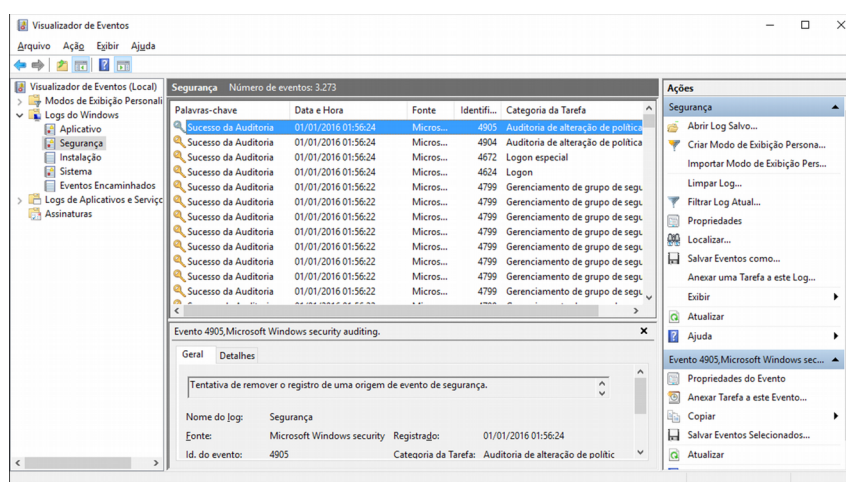 Visualizador de Eventos
Arquivo Ação Exibir Ajuda
Visualizador de Eventos (Local)
Modos de Exibição Personali
Logs do Windows
Aplicativo
Segurança
Instalação
Sistema
Eventos Encaminhados
Logs de Aplicativos e Serviço
Assinaturas
Segurança Número de eventos: 3.273
Palavras-chave Data e Hora Fonte Identifi... Categoria da Tarefa
Sucesso da Auditoria 01/01/2016 01:56:24 Micros... 4905 Auditoria de alteração de política
Sucesso da Auditoria 01/01/2016 01:56:24 Micros... 4904 Auditoria de alteração de política
Sucesso da Auditoria 01/01/2016 01:56:24 Micros... 4672 Logon especial
Sucesso da Auditoria 01/01/2016 01:56:24 Micros... 4624 Logon
Sucesso da Auditoria 01/01/2016 01:56:22 Micros... 4799 Gerenciamento de grupo de segu
Sucesso da Auditoria 01/01/2016 01:56:22 Micros... 4799 Gerenciamento de grupo de segu
Sucesso da Auditoria 01/01/2016 01:56:22 Micros... 4799 Gerenciamento de grupo de segu
Sucesso da Auditoria 01/01/2016 01:56:22 Micros... 4799 Gerenciamento de grupo de segu
Sucesso da Auditoria 01/01/2016 01:56:22 Micros... 4799 Gerenciamento de grupo de segu
Sucesso da Auditoria 01/01/2016 01:56:22 Micros... 4799 Gerenciamento de grupo de segu
Sucesso da Auditoria 01/01/2016 01:56:22 Micros... 4799 Gerenciamento de grupo de segu
Sucesso da Auditoria 01/01/2016 01:56:22 Micros... 4799 Gerenciamento de grupo de segu
Evento 4905,Microsoft Windows security auditing.
Geral Detalhes
Tentativa de remover o registro de uma origem de evento de segurança.
Nome do log: Segurança
Fonte: Microsoft Windows security Registrado: 01/01/2016 01:56:24
Id. do evento: 4905 Categoria da Tarefa: Auditoria de alteração de polític
Ações
Segurança
Abrir Log Salvo...
Criar Modo de Exibição Persona...
Importar Modo de Exibição Pers...
Limpar Log...
Filtrar Log Atual...
Propriedades
Localizar...
Salvar Eventos como...
Anexar uma Tarefa a este Log...
Exibir
Atualizar
Ajuda
Evento 4905,Microsoft Windows sec...
Propriedades do Evento
Anexar Tarefa a este Evento...
Copiar
Salvar Eventos Selecionados...
Atualizar